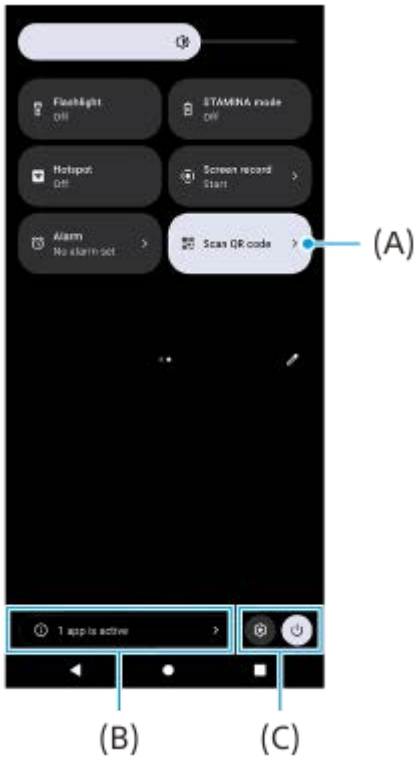 Flashlight
Off
STAMINA mode
Off
Hotspot
Off
Screen record
Start
Alarm
No alarm set
Scan QR code
(A)
1 app is active
(B)
(C)